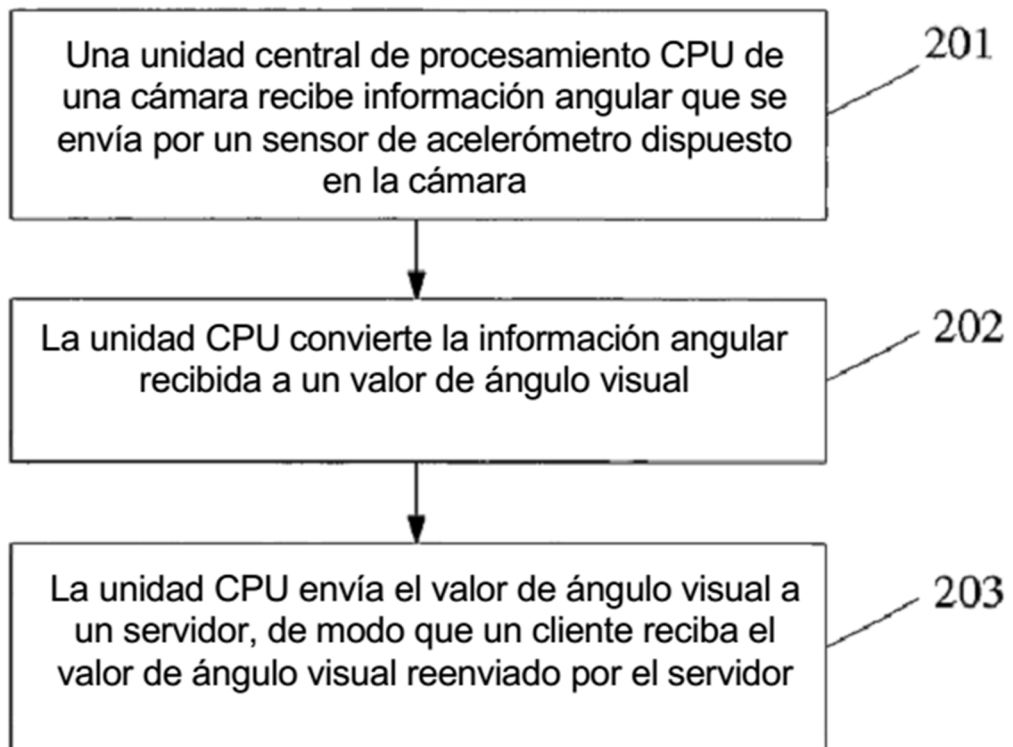 Una unidad central de procesamiento CPU de
una cámara recibe información angular que se
envía por un sensor de acelerómetro dispuesto
en la cámara
201
La unidad CPU convierte la información angular
recibida a un valor de ángulo visual
202
La unidad CPU envía el valor de ángulo visual a
un servidor, de modo que un cliente reciba el
valor de ángulo visual reenviado por el servidor
203